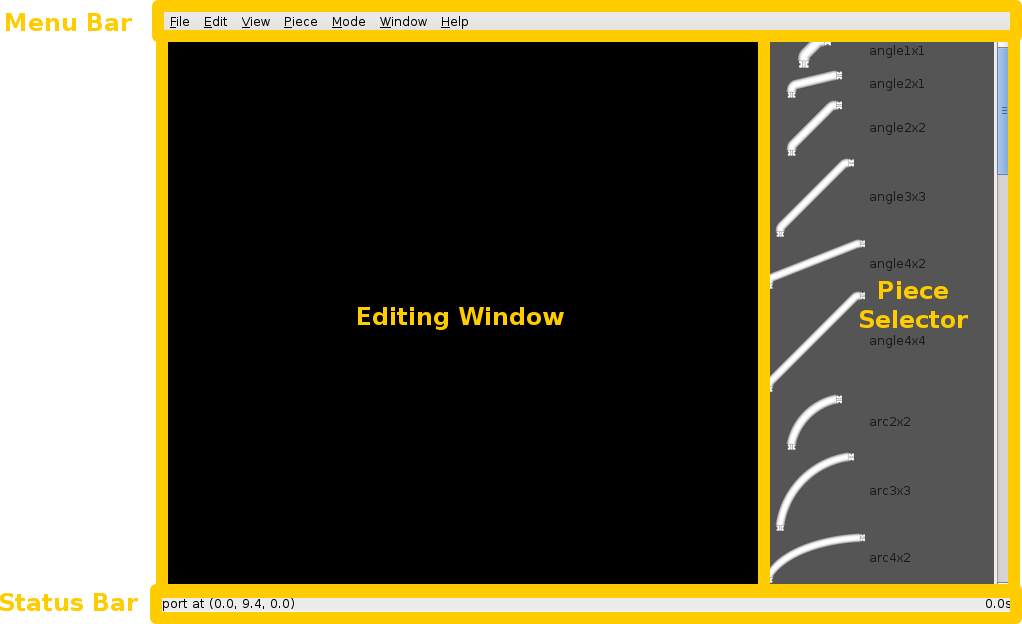 Menu Bar
File Edit View Piece Mode Window Help
angle1x1
angle2x1
angle2x2
angle3x3
angle4x2
Piece
Selector
Editing Window
angle4x4
arc2x2
arc3x3
arc4x2
Status Bar
port at (0.0, 9.4, 0.0) 0.0s